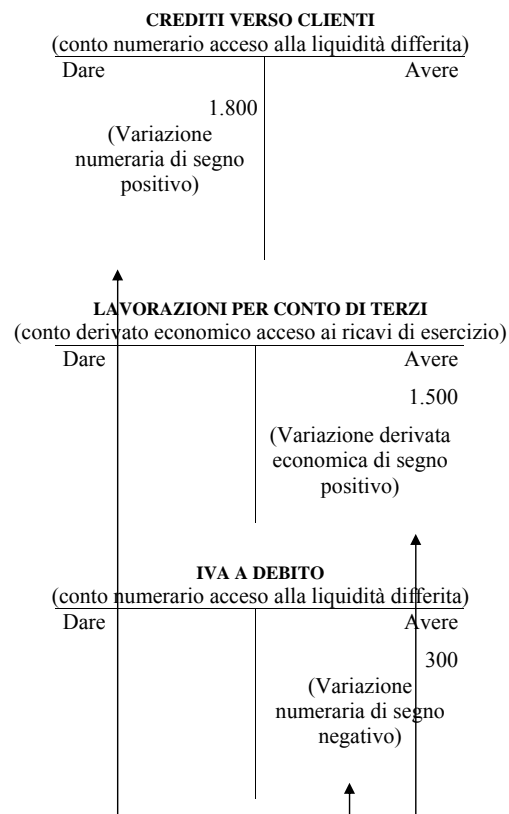 CREDITI VERSO CLIENTI
(conto numerario acceso alla liquidità differita)
Dare Avere
1.800
(Variazione
numeraria di segno
positivo)
LAVORAZIONI PER CONTO DI TERZI
(conto derivato economico acceso ai ricavi di esercizio)
Dare Avere
1.500
(Variazione derivata
economica di segno
positivo)
IVA A DEBITO
(conto numerario acceso alla liquidità differita)
Dare Avere
300
(Variazione
numeraria di segno
negativo)